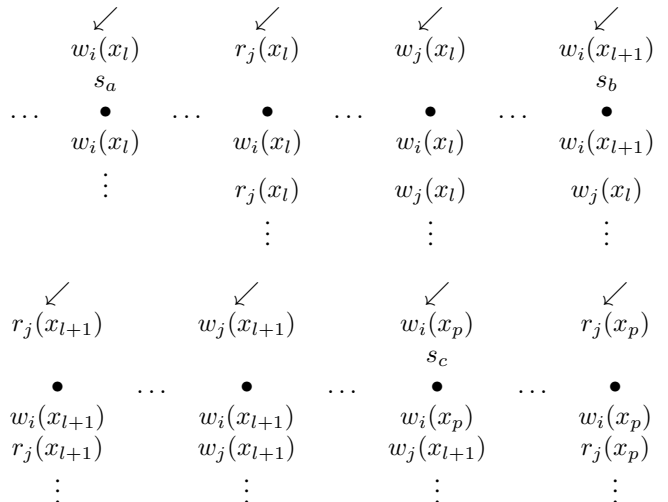 ↙ ↙ ↙ ↙
w_i(x_l) r_j(x_l) w_j(x_l) w_i(x_{l+1})
s_a s_b
… • … • … • … •
w_i(x_l) w_i(x_l) w_i(x_l) w_i(x_{l+1})
⋮ r_j(x_l) w_j(x_l) w_j(x_l)
⋮ ⋮ ⋮
↙ ↙ ↙ ↙
r_j(x_{l+1}) w_j(x_{l+1}) w_i(x_p) r_j(x_p)
s_c
• … • … • … •
w_i(x_{l+1}) w_i(x_{l+1}) w_i(x_p) w_i(x_p)
r_j(x_{l+1}) w_j(x_{l+1}) w_j(x_{l+1}) r_j(x_p)
⋮ ⋮ ⋮ ⋮